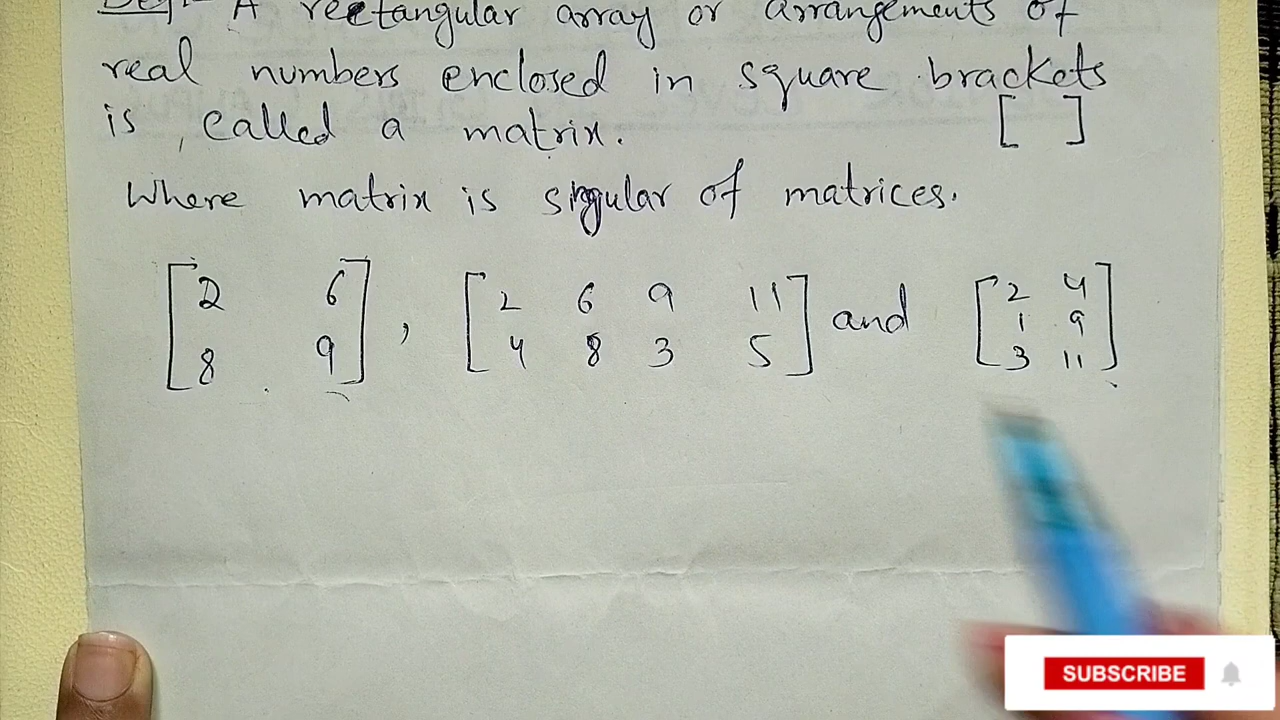 Def:- A rectangular array or arrangements of
real numbers enclosed in square brackets
is, called a matrix. [ ]
Where matrix is singular of matrices.
[2 6
8 9], [2 6 9 11
4 8 3 5] and [2 4
1 9
3 11]
SUBSCRIBE